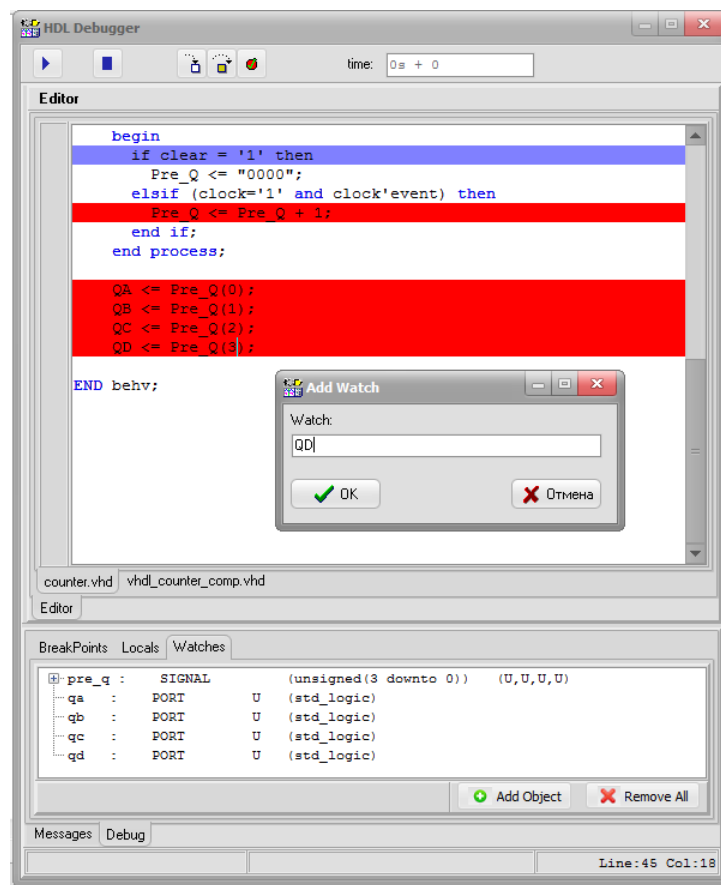 HDL Debugger
time: 0s + 0
Editor
begin
if clear = '1' then
Pre_Q <= "0000";
elsif (clock='1' and clock'event) then
Pre_Q <= Pre_Q + 1;
end if;
end process;
QA <= Pre_Q(0);
QB <= Pre_Q(1);
QC <= Pre_Q(2);
QD <= Pre_Q(3);
END behv;
Add Watch
Watch:
QD
OK Отмена
counter.vhd vhdl_counter_comp.vhd
Editor
BreakPoints Locals Watches
pre_q : SIGNAL (unsigned(3 downto 0)) (U,U,U,U)
qa : PORT U (std_logic)
qb : PORT U (std_logic)
qc : PORT U (std_logic)
qd : PORT U (std_logic)
Add Object Remove All
Messages Debug
Line:45 Col:18